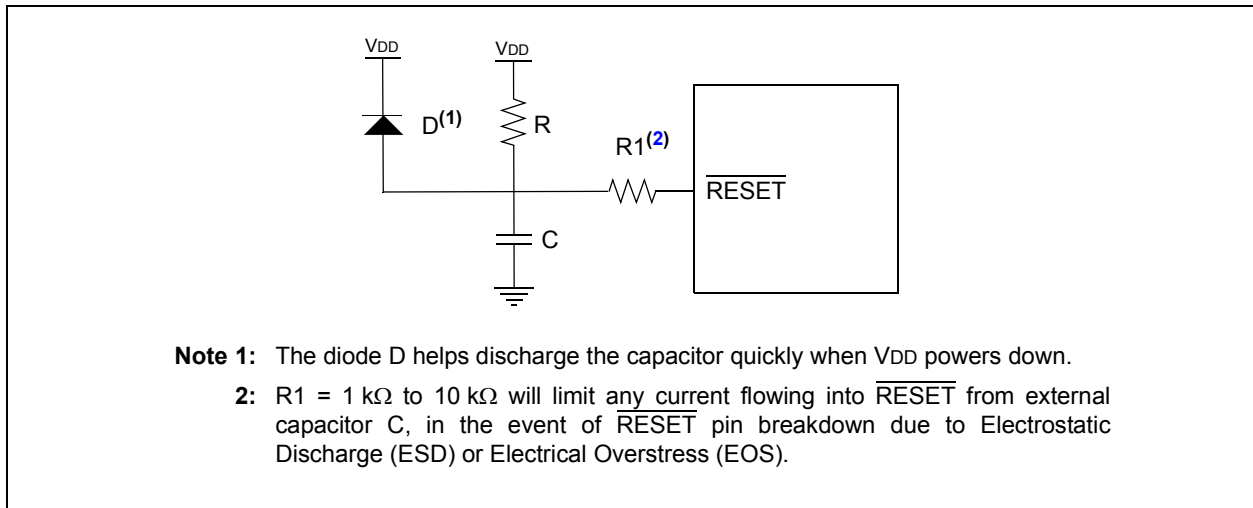 VDD VDD
D(1)
R
R1(2)
RESET
C
Note 1: The diode D helps discharge the capacitor quickly when VDD powers down.
2: R1 = 1 kΩ to 10 kΩ will limit any current flowing into RESET from external
capacitor C, in the event of RESET pin breakdown due to Electrostatic
Discharge (ESD) or Electrical Overstress (EOS).